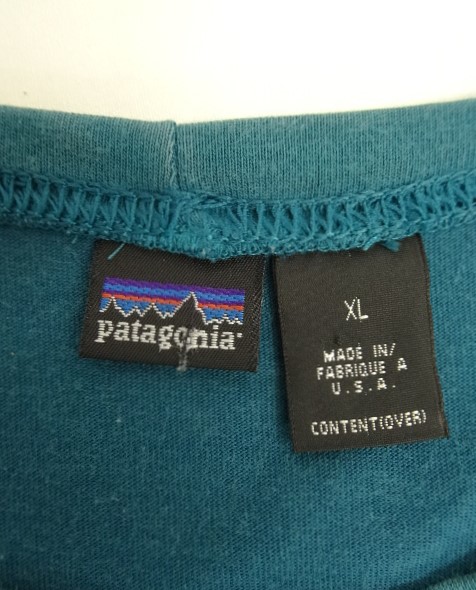 patagonia
XL
MADE IN/
FABRIQUE A
U.S.A.
CONTENT(OVER)